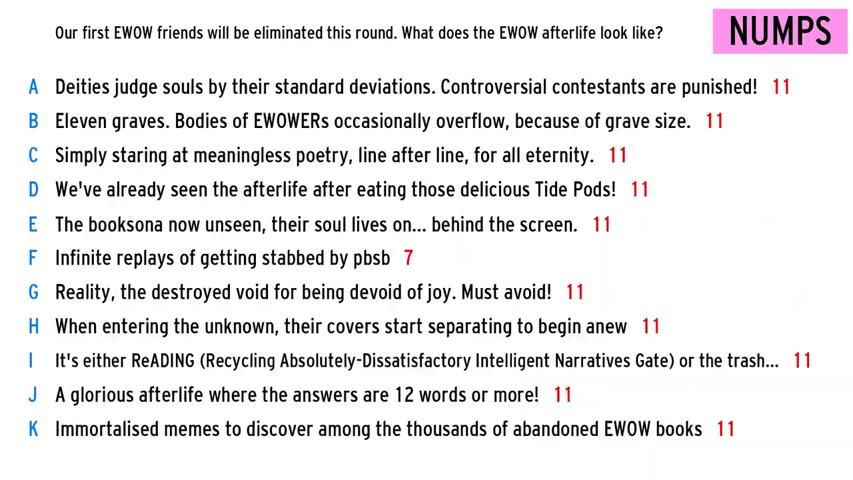 Our first EWOW friends will be eliminated this round. What does the EWOW afterlife look like?
NUMPS
A Deities judge souls by their standard deviations. Controversial contestants are punished! 11
B Eleven graves. Bodies of EWOWERs occasionally overflow, because of grave size. 11
C Simply staring at meaningless poetry, line after line, for all eternity. 11
D We've already seen the afterlife after eating those delicious Tide Pods! 11
E The booksona now unseen, their soul lives on... behind the screen. 11
F Infinite replays of getting stabbed by pbsb 7
G Reality, the destroyed void for being devoid of joy. Must avoid! 11
H When entering the unknown, their covers start separating to begin anew 11
I It's either ReADING (Recycling Absolutely-Dissatisfactory Intelligent Narratives Gate) or the trash... 11
J A glorious afterlife where the answers are 12 words or more! 11
K Immortalised memes to discover among the thousands of abandoned EWOW books 11